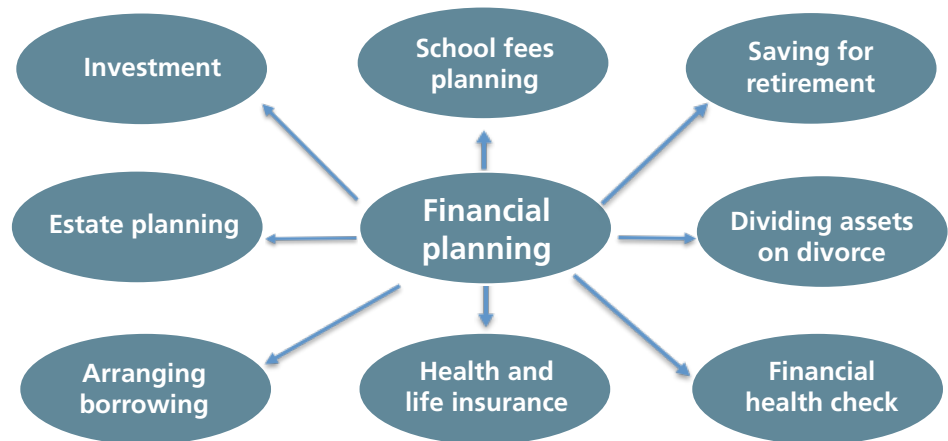 Investment
School fees
planning
Saving for
retirement
Estate planning
Financial
planning
Dividing assets
on divorce
Arranging
borrowing
Health and
life insurance
Financial
health check